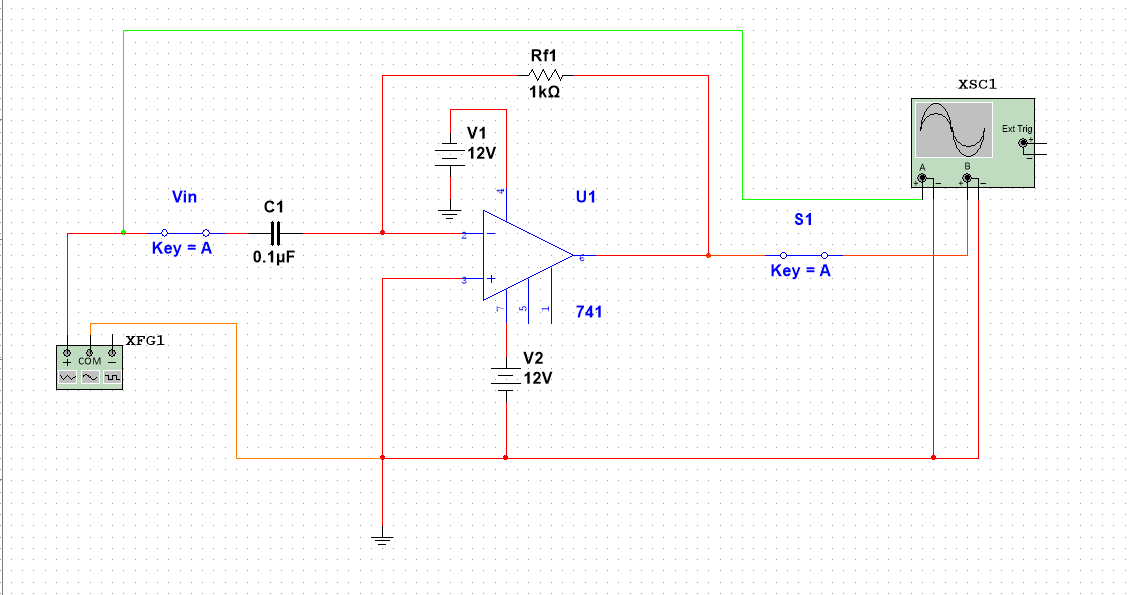 Rf1
1kΩ
XSC1
Ext Trig
+
−
A
B
+
−
+
−
V1
12V
4
Vin
Key = A
C1
0.1µF
U1
S1
Key = A
2
−
3
+
6
7
5
1
741
XFG1
+
COM
−
V2
12V